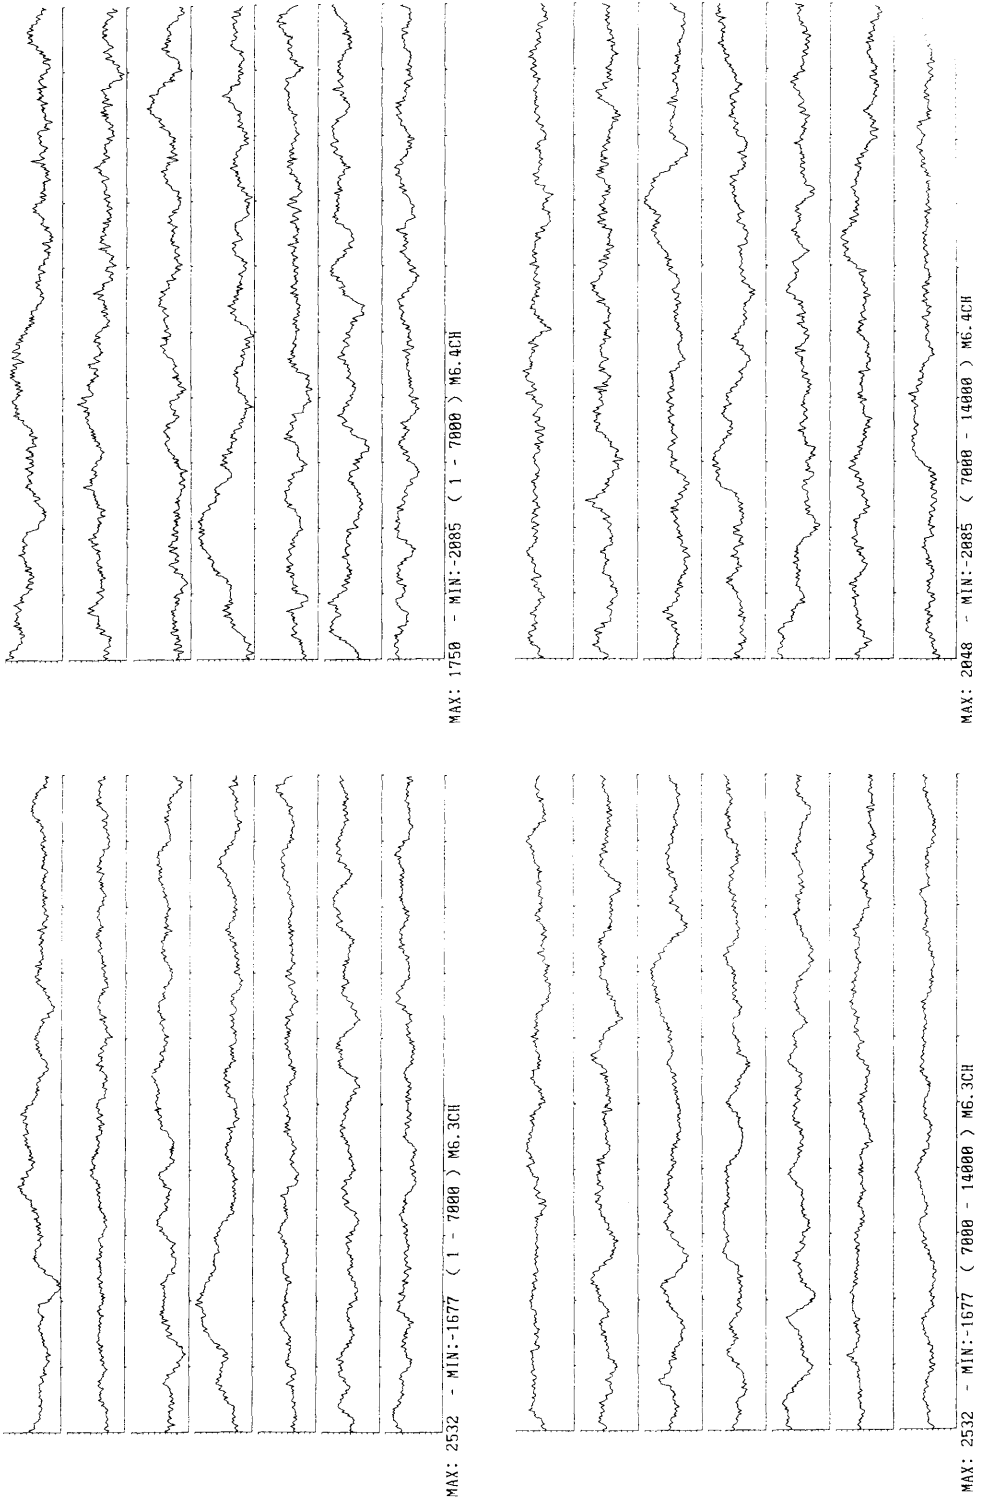 MAX: 1750 - MIN:-2085 ( 1 - 7000 ) M6.4CH
MAX: 2048 - MIN:-2085 ( 7000 - 14000 ) M6.4CH
MAX: 2532 - MIN:-1677 ( 1 - 7000 ) M6.3CH
MAX: 2532 - MIN:-1677 ( 7000 - 14000 ) M6.3CH